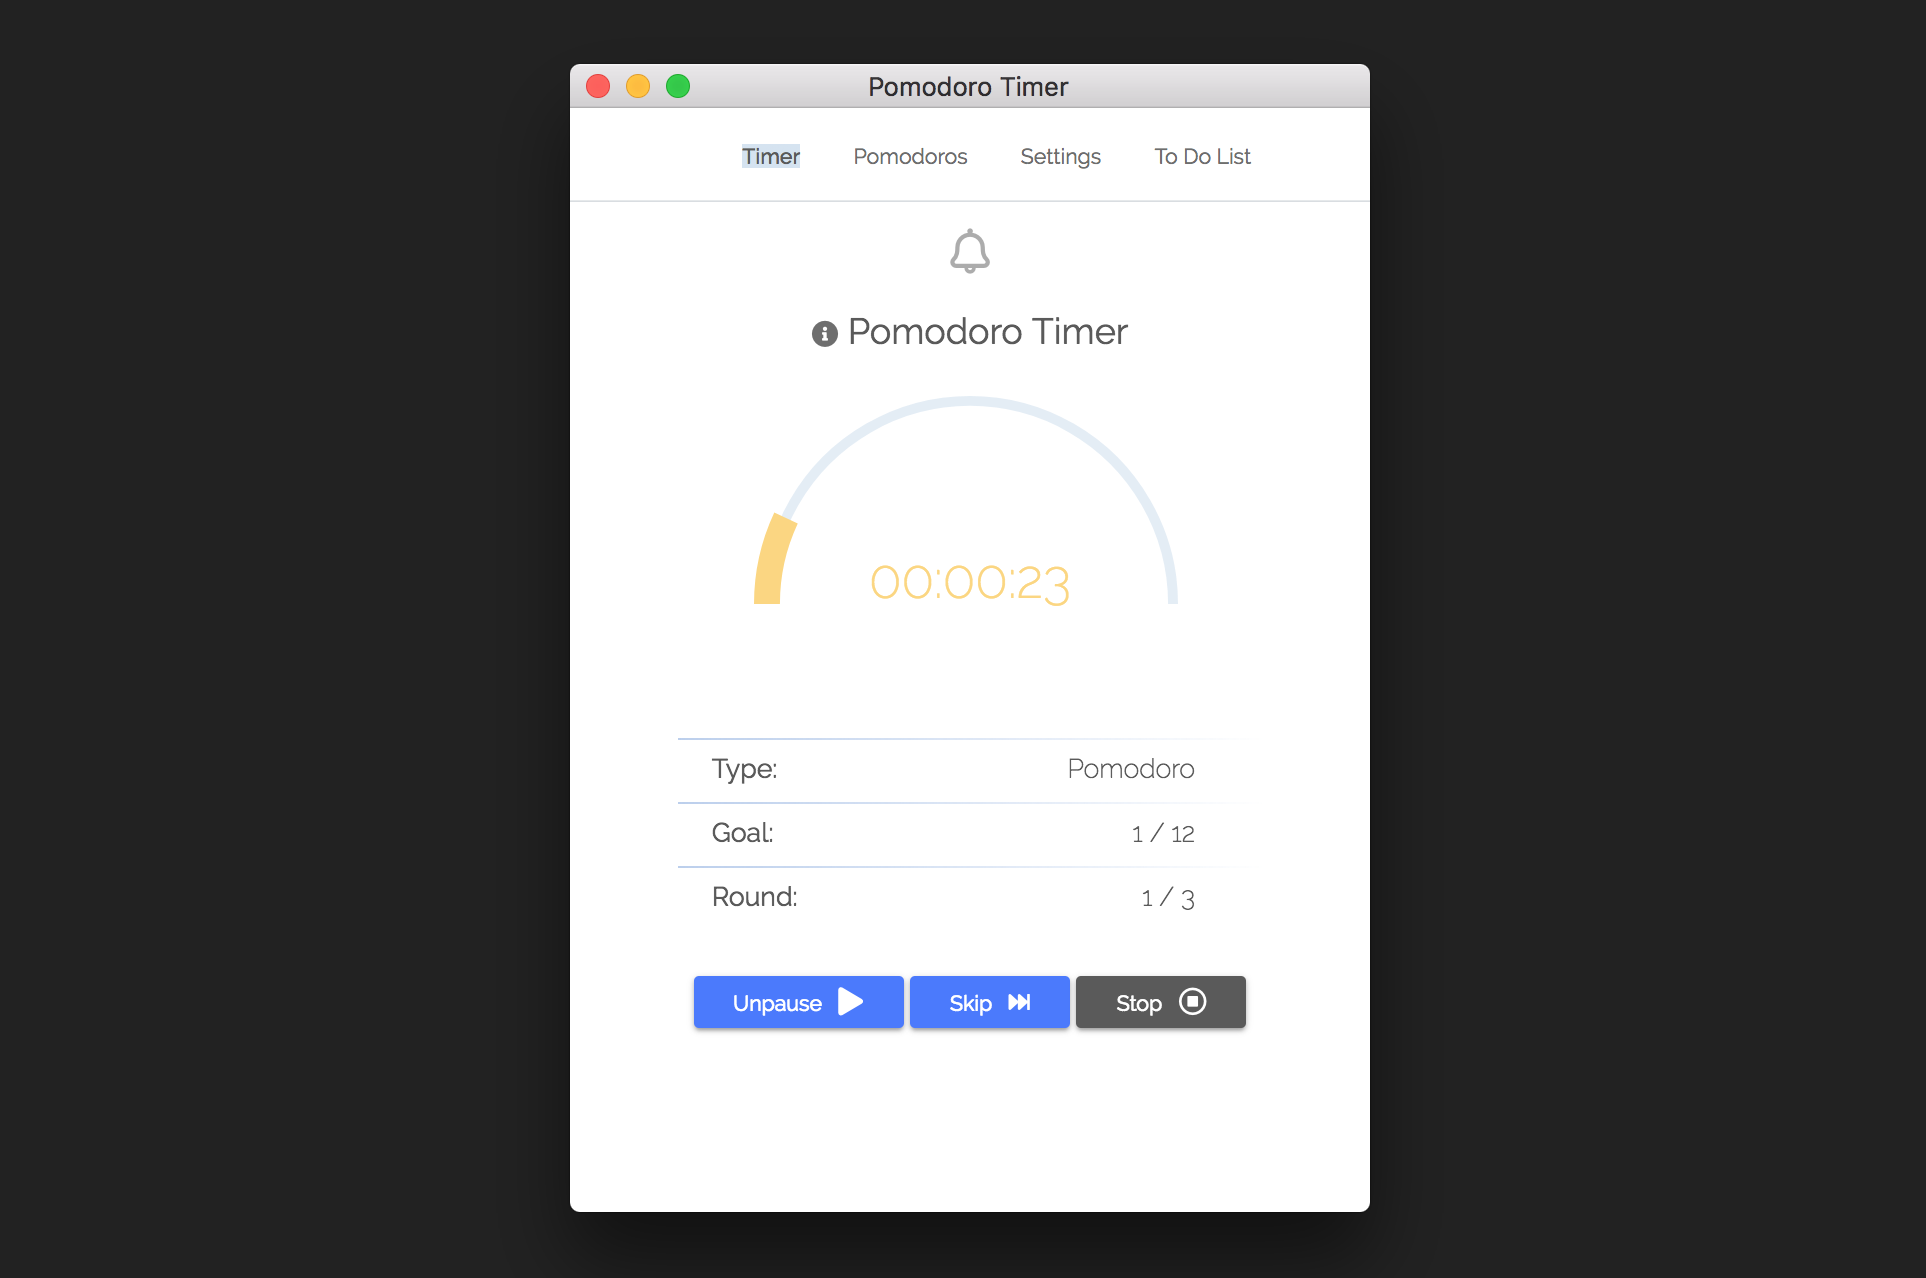 Pomodoro Timer
Timer Pomodoros Settings To Do List
Pomodoro Timer
00:00:23
Type: Pomodoro
Goal: 1 / 12
Round: 1 / 3
Unpause Skip Stop